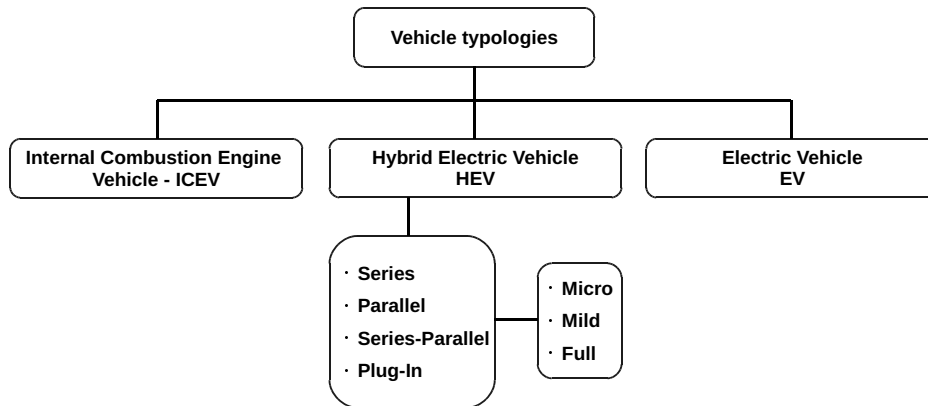 Vehicle typologies
Internal Combustion Engine
Vehicle - ICEV
Hybrid Electric Vehicle
HEV
Electric Vehicle
EV
· Series
· Parallel
· Series-Parallel
· Plug-In
· Micro
· Mild
· Full